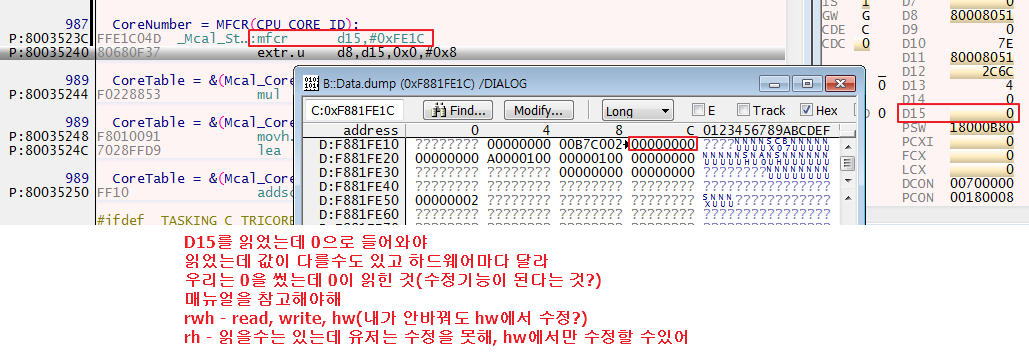 987 CoreNumber = MFCR(CPU_CORE_ID);
P:8003523C FFE1C04D _Mcal_St..:mfcr d15,#0xFE1C
P:80035240 80680F37 extr.u d8,d15,0x0,#0x8
989 CoreTable = &(Mcal_Core
P:80035244 F0228853 mul
989 CoreTable = &(Mcal_Cor
P:80035248 F8010091 movh.
P:8003524C 7028FFD9 lea
989 CoreTable = &(Mcal_Cor
P:80035250 FF10 addsc
#ifdef _TASKING_C_TRICORE
B::Data.dump (0xF881FE1C) /DIALOG
C:0xF881FE1C Find... Modify... Long E Track Hex
address 0 4 8 C 0123456789ABCDEF
D:F881FE10 ???????? 00000000 00B7C002 00000000
D:F881FE20 00000000 A0000100 00000100 00000000
D:F881FE30 ???????? ???????? 00000000 00000000
D:F881FE40 ???????? ???????? ???????? ???????? ????????????????
D:F881FE50 00000002 ???????? ???????? ????????
D:F881FE60 ???????? ???????? ???????? ???????? ????????????????
IS 1
GW G
CDE C
CDC 0
0
0 0
D7 0
D8 80008051
D9 0
D10 7E
D11 80008051
D12 2C6C
D13 4
D14 0
D15 0
PSW 18000B80
PCXI 0
FCX 0
LCX 0
DCON 00700000
PCON 00180008
D15를 읽었는데 0으로 들어와야
읽었는데 값이 다를수도 있고 하드웨어마다 달라
우리는 0을 썼는데 0이 읽힌 것(수정기능이 된다는 것?)
매뉴얼을 참고해야해
rwh - read, write, hw(내가 안바꿔도 hw에서 수정?)
rh - 읽을수는 있는데 유저는 수정을 못해, hw에서만 수정할 수있어